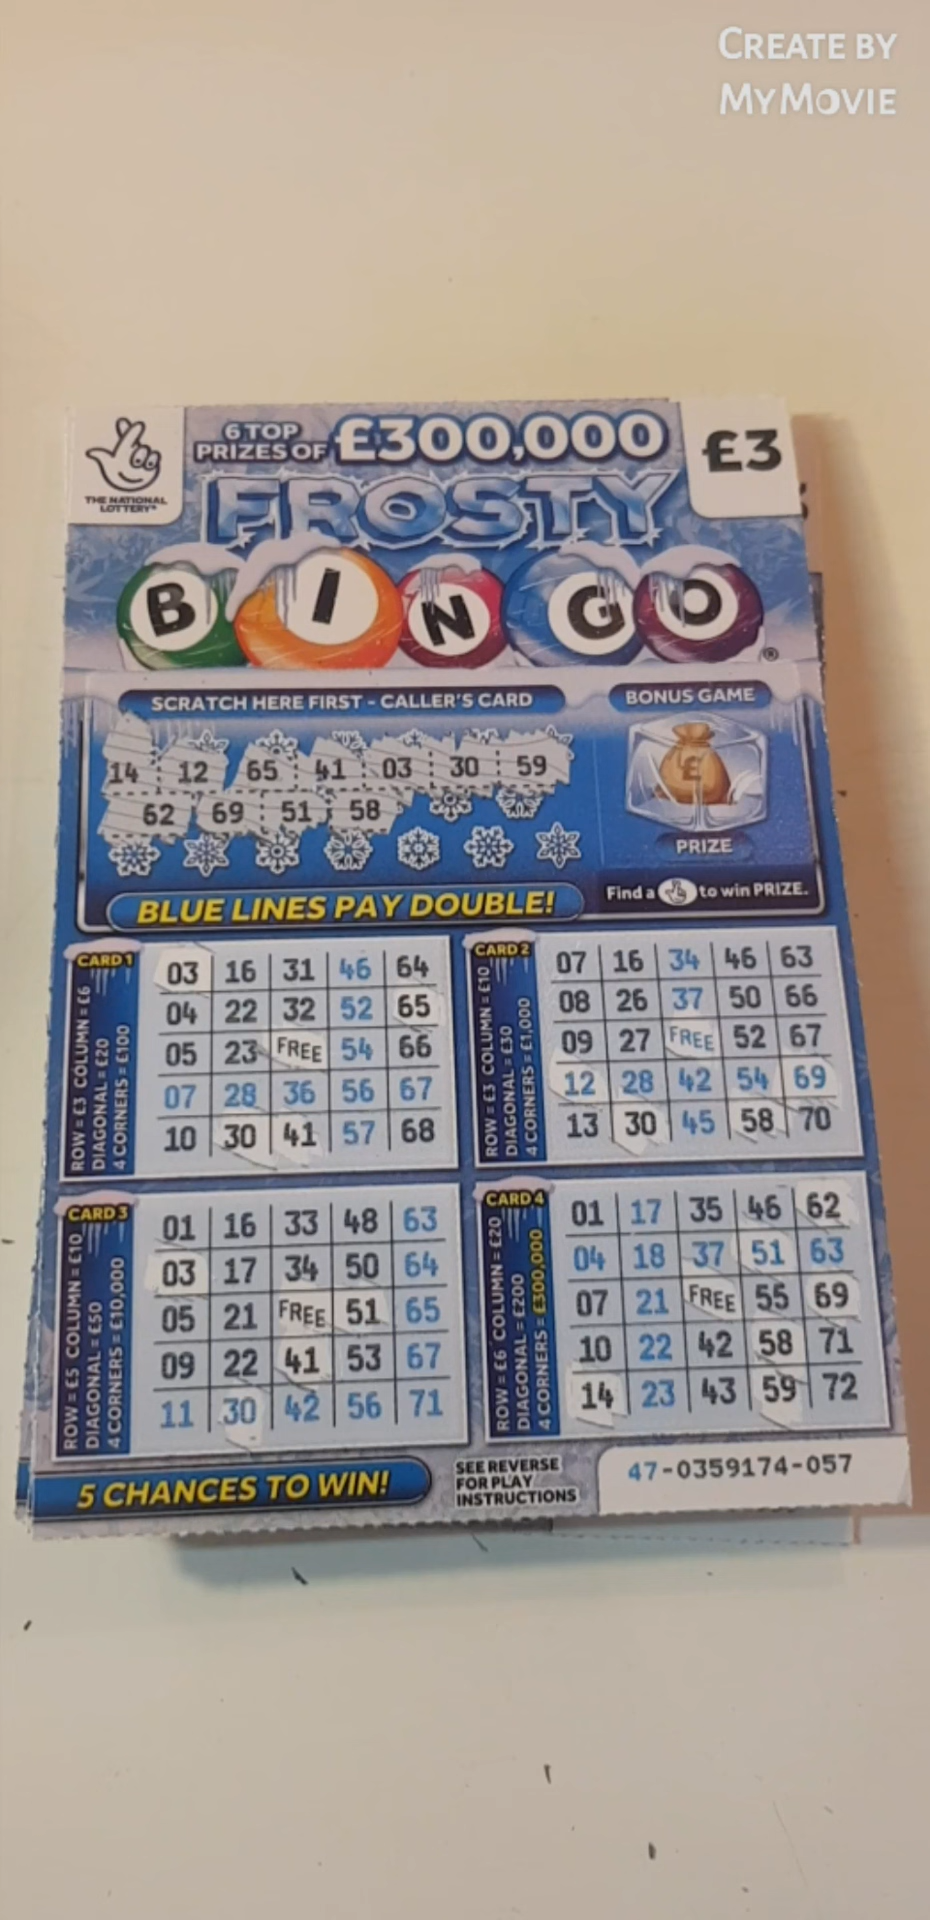 CREATE BY
MYMOVIE
6 TOP
PRIZES OF £300,000
£3
THE NATIONAL
LOTTERY®
FROSTY
BINGO®
SCRATCH HERE FIRST - CALLER'S CARD
BONUS GAME
14 12 65 41 03 30 59
62 69 51 58
£
PRIZE
Find a to win PRIZE.
BLUE LINES PAY DOUBLE!
CARD 1
ROW = £3 COLUMN = £6
DIAGONAL = £20
4 CORNERS = £100
03 16 31 46 64
04 22 32 52 65
05 23 FREE 54 66
07 28 36 56 67
10 30 41 57 68
CARD 2
ROW = £3 COLUMN = £10
DIAGONAL = £30
4 CORNERS = £1,000
07 16 34 46 63
08 26 37 50 66
09 27 FREE 52 67
12 28 42 54 69
13 30 45 58 70
CARD 3
ROW = £5 COLUMN = £10
DIAGONAL = £50
4 CORNERS = £10,000
01 16 33 48 63
03 17 34 50 64
05 21 FREE 51 65
09 22 41 53 67
11 30 42 56 71
CARD 4
ROW = £6 COLUMN = £20
DIAGONAL = £200
4 CORNERS = £300,000
01 17 35 46 62
04 18 37 51 63
07 21 FREE 55 69
10 22 42 58 71
14 23 43 59 72
5 CHANCES TO WIN!
SEE REVERSE
FOR PLAY
INSTRUCTIONS
47-0359174-057